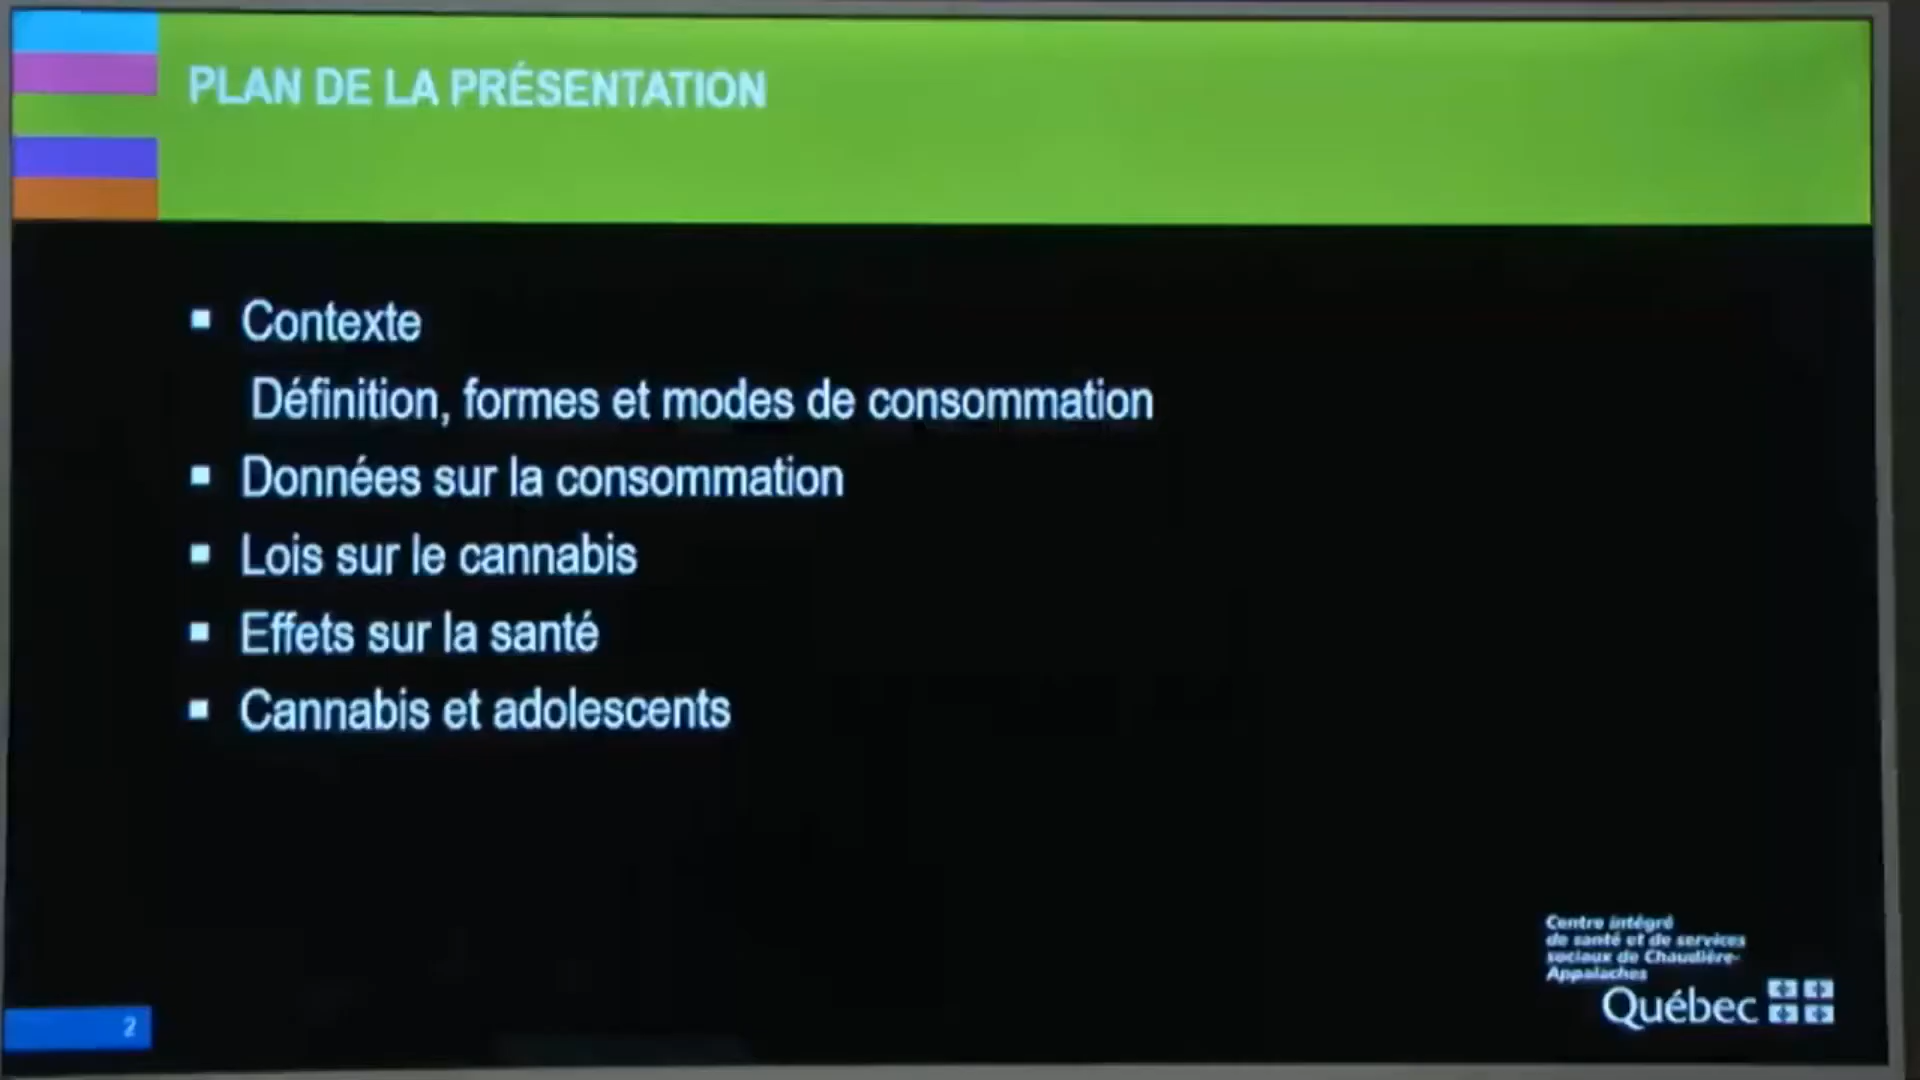 PLAN DE LA PRÉSENTATION
▪ Contexte
Définition, formes et modes de consommation
▪ Données sur la consommation
▪ Lois sur le cannabis
▪ Effets sur la santé
▪ Cannabis et adolescents
Centre intégré
de santé et de services
sociaux de Chaudière-
Appalaches
Québec
2